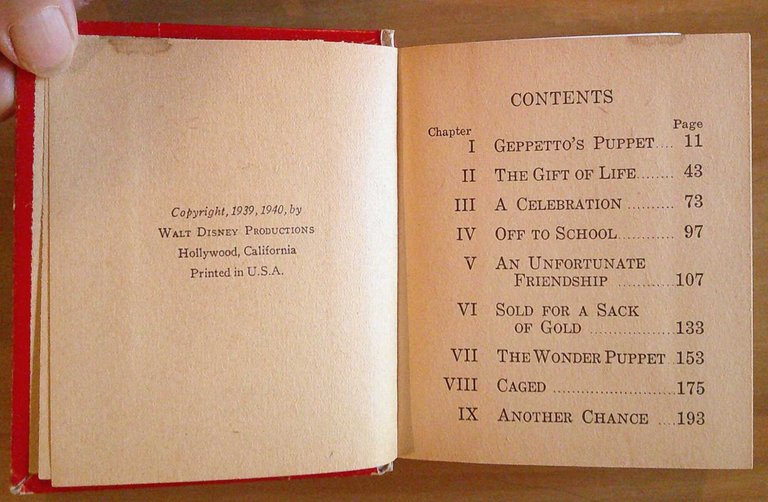 Copyright, 1939, 1940, by
WALT DISNEY PRODUCTIONS
Hollywood, California
Printed in U.S.A.
CONTENTS
Chapter Page
I GEPPETTO'S PUPPET.... 11
II THE GIFT OF LIFE........ 43
III A CELEBRATION .......... 73
IV OFF TO SCHOOL............ 97
V AN UNFORTUNATE
FRIENDSHIP ............107
VI SOLD FOR A SACK
OF GOLD .................133
VII THE WONDER PUPPET..153
VIII CAGED .........................175
IX ANOTHER CHANCE ....193